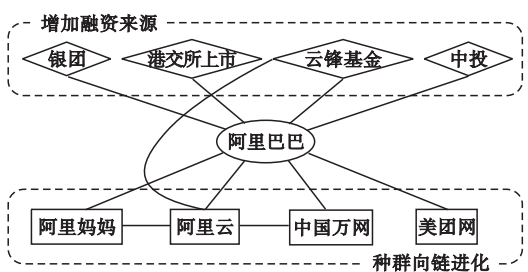 增加融资来源
银团 港交所上市 云锋基金 中投
阿里巴巴
阿里妈妈 阿里云 中国万网 美团网
种群向链进化